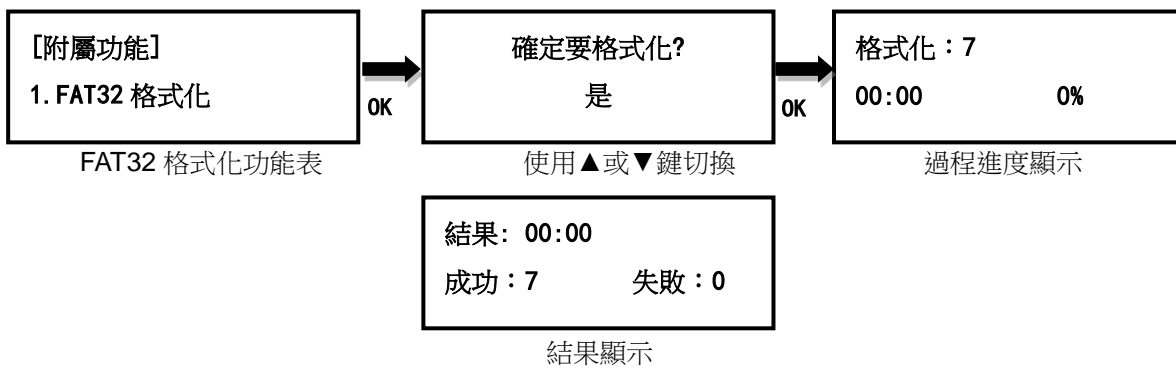 [附屬功能]
1. FAT32 格式化
OK
確定要格式化?
是
OK
格式化：7
00:00 0%
FAT32 格式化功能表
使用▲或▼鍵切換
過程進度顯示
結果: 00:00
成功：7 失敗：0
結果顯示